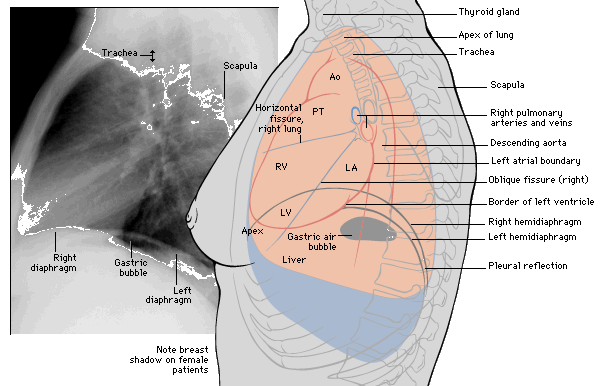 Trachea
Scapula
Right
diaphragm
Gastric
bubble
Left
diaphragm
Note breast
shadow on female
patients
Ao
Horizontal
fissure,
right lung
PT
RV
LA
LV
Apex
Gastric air
bubble
Liver
Thyroid gland
Apex of lung
Trachea
Scapula
Right pulmonary
arteries and veins
Descending aorta
Left atrial boundary
Oblique fissure (right)
Border of left ventricle
Right hemidiaphragm
Left hemidiaphragm
Pleural reflection